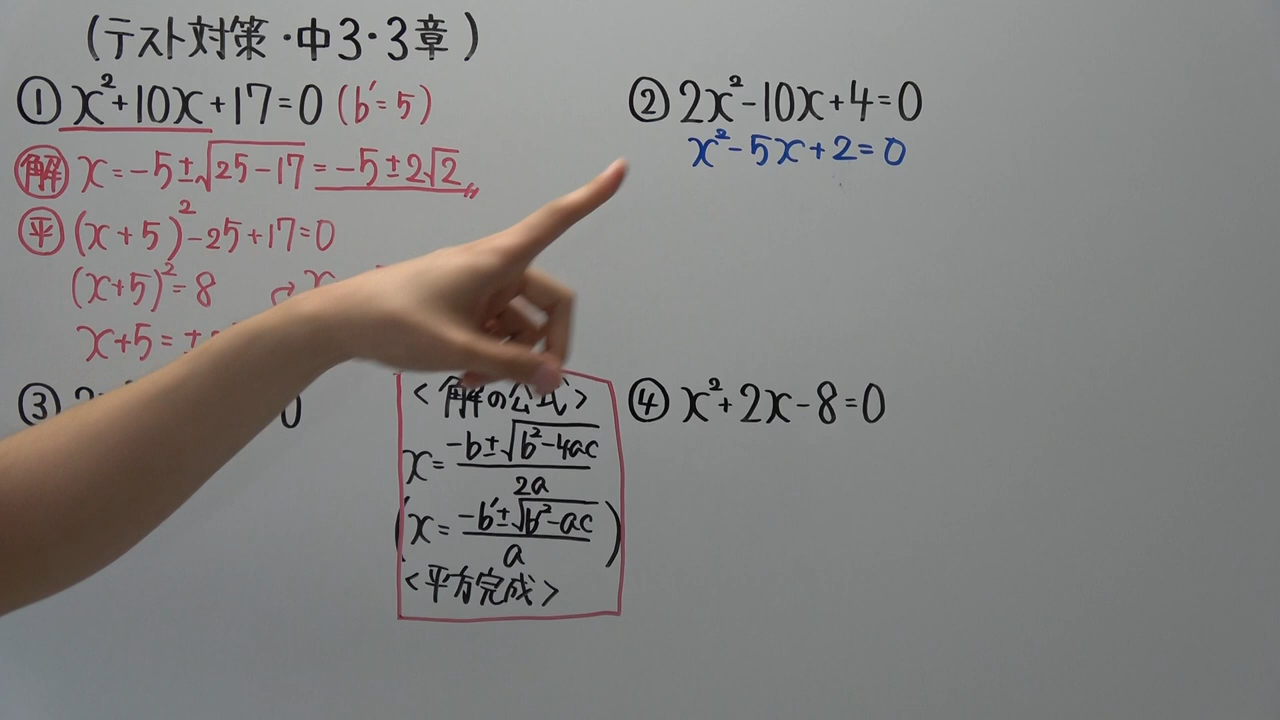 (テスト対策・中3・3章)
① x²+10x+17=0 (b'=5)
解 x=-5±√25-17=-5±2√2
平 (x+5)²-25+17=0
(x+5)²=8
x+5=±
② 2x²-10x+4=0
x²-5x+2=0
③
0
<解の公式>
x=-b±√b²-4ac/2a
(x=-b'±√b'²-ac/a)
<平方完成>
④ x²+2x-8=0